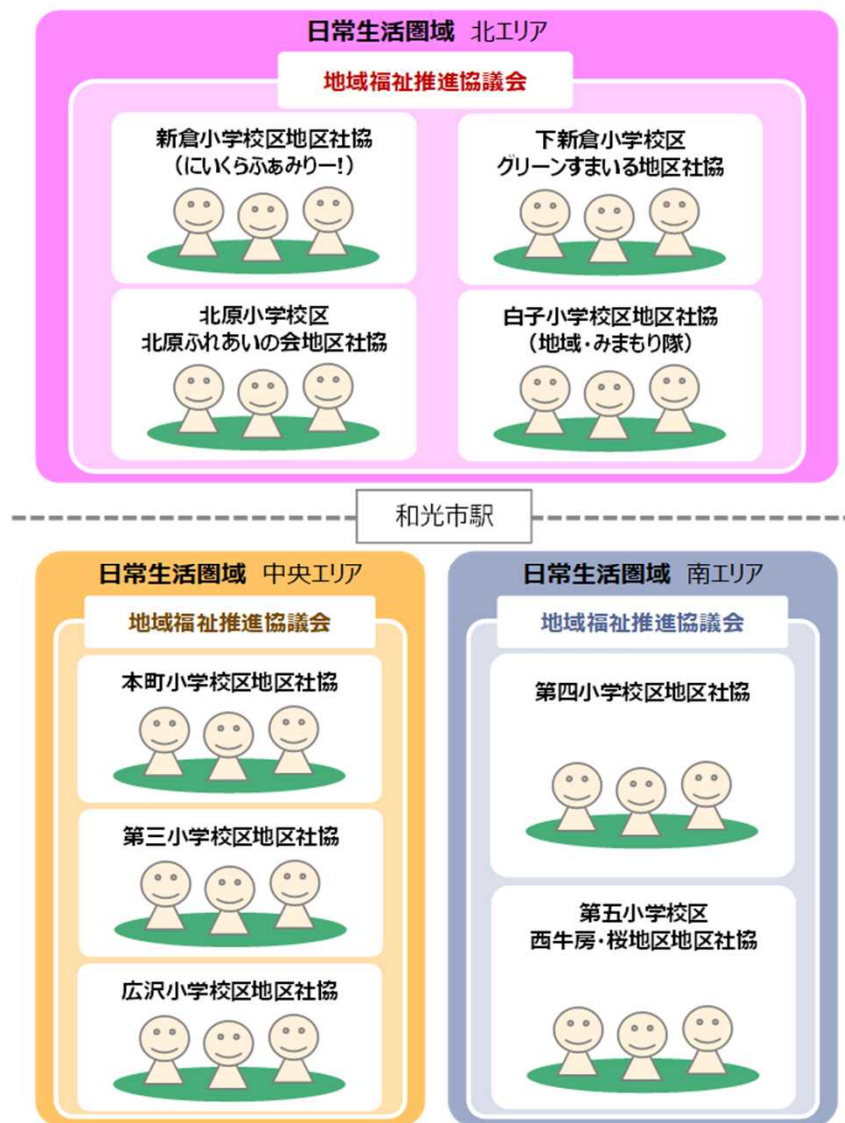 日常生活圏域 北エリア
地域福祉推進協議会
新倉小学校区地区社協
（にいくらふぁみりー！）
下新倉小学校区
グリーンすまいる地区社協
北原小学校区
北原ふれあいの会地区社協
白子小学校区地区社協
（地域・みまもり隊）
和光市駅
日常生活圏域 中央エリア
地域福祉推進協議会
本町小学校区地区社協
第三小学校区地区社協
広沢小学校区地区社協
日常生活圏域 南エリア
地域福祉推進協議会
第四小学校区地区社協
第五小学校区
西牛房・桜地区地区社協